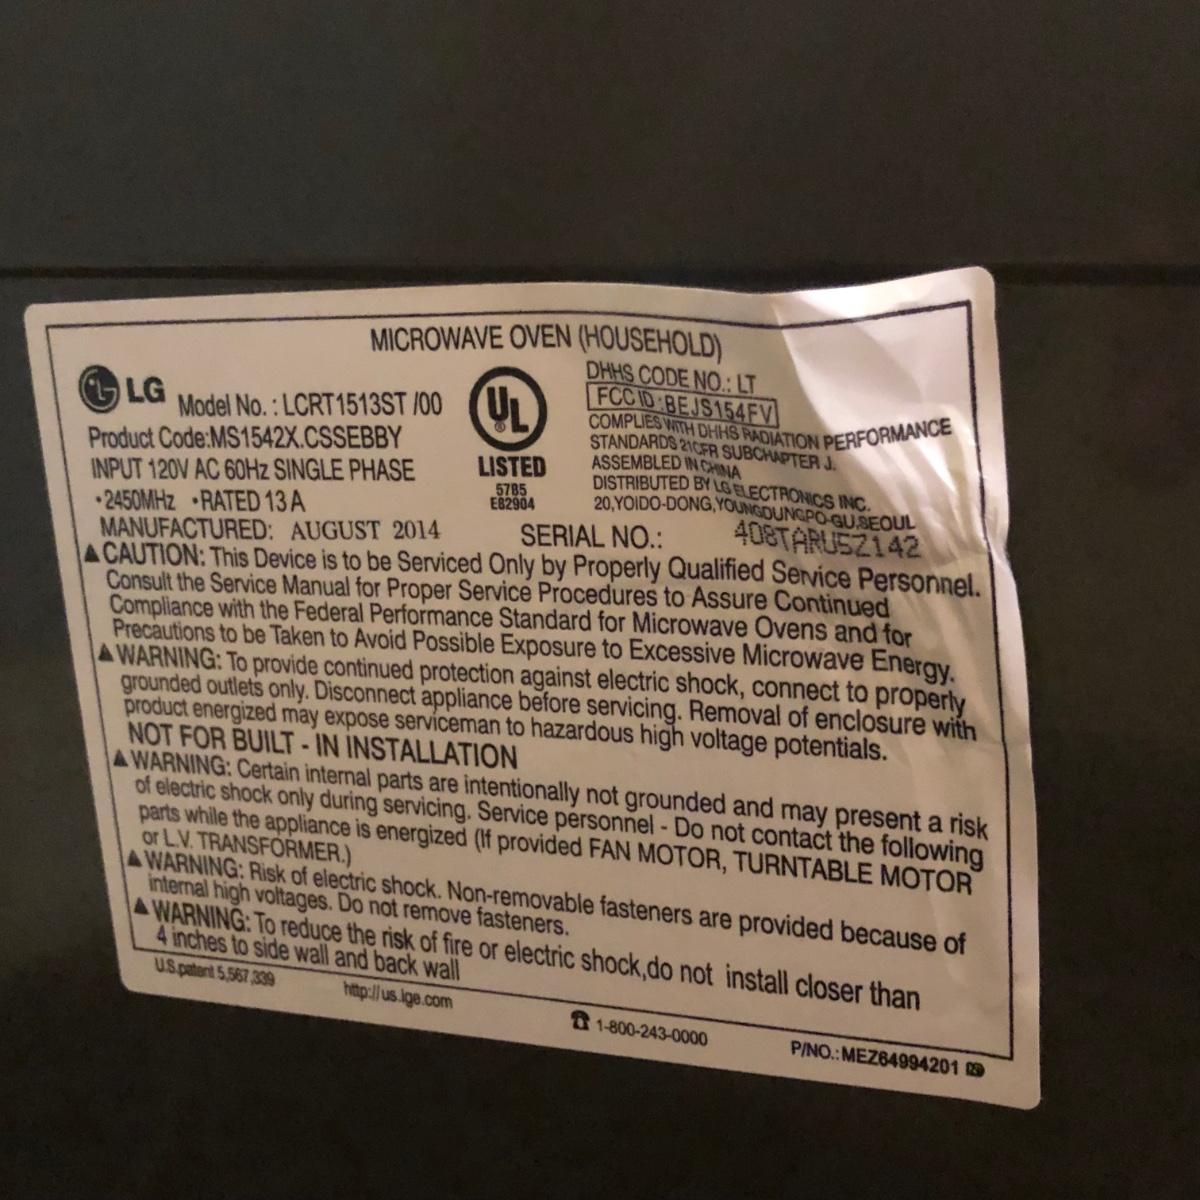 MICROWAVE OVEN (HOUSEHOLD)
LG
Model No. : LCRT1513ST /00
Product Code:MS1542X.CSSEBBY
INPUT 120V AC 60Hz SINGLE PHASE
•2450MHz •RATED 13 A
MANUFACTURED: AUGUST 2014
UL
®
LISTED
57B5
E82904
DHHS CODE NO.: LT
FCC ID :BEJS154FV
COMPLIES WITH DHHS RADIATION PERFORMANCE
STANDARDS 21CFR SUBCHAPTER J.
ASSEMBLED IN CHINA
DISTRIBUTED BY LG ELECTRONICS INC.
20,YOIDO-DONG,YOUNGDUNGPO-GU,SEOUL
SERIAL NO.: 408TARU5Z142
▲CAUTION: This Device is to be Serviced Only by Properly Qualified Service Personnel.
Consult the Service Manual for Proper Service Procedures to Assure Continued
Compliance with the Federal Performance Standard for Microwave Ovens and for
Precautions to be Taken to Avoid Possible Exposure to Excessive Microwave Energy.
▲WARNING: To provide continued protection against electric shock, connect to properly
grounded outlets only. Disconnect appliance before servicing. Removal of enclosure with
product energized may expose serviceman to hazardous high voltage potentials.
NOT FOR BUILT - IN INSTALLATION
▲WARNING: Certain internal parts are intentionally not grounded and may present a risk
of electric shock only during servicing. Service personnel - Do not contact the following
parts while the appliance is energized (If provided FAN MOTOR, TURNTABLE MOTOR
or L.V. TRANSFORMER.)
▲WARNING: Risk of electric shock. Non-removable fasteners are provided because of
internal high voltages. Do not remove fasteners.
▲WARNING: To reduce the risk of fire or electric shock,do not install closer than
4 inches to side wall and back wall
U.S.patent 5,567,339
http://us.lge.com
☎ 1-800-243-0000
P/NO.:MEZ64994201